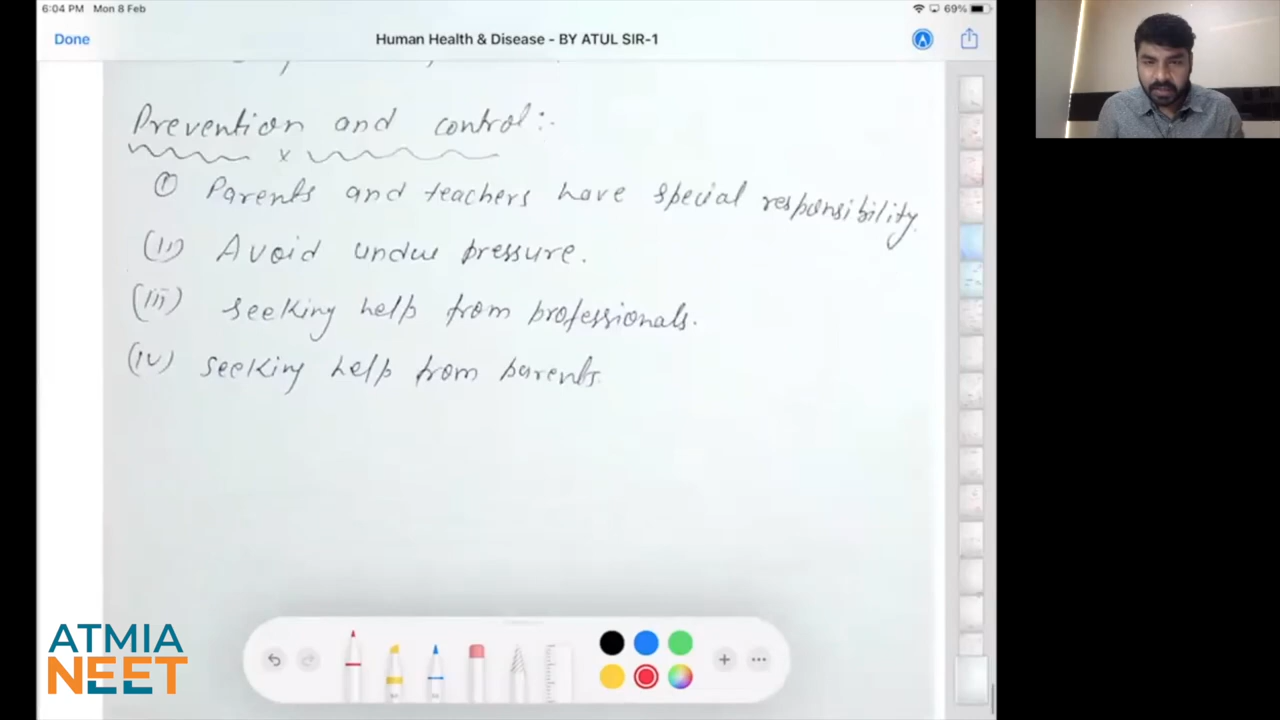 6:04 PM Mon 8 Feb
69%
Done
Human Health & Disease - BY ATUL SIR-1
Prevention and control :-
(i) Parents and teachers have special responsibility.
(ii) Avoid undue pressure.
(iii) seeking help from professionals.
(iv) seeking help from parents.
ATMIA
NEET